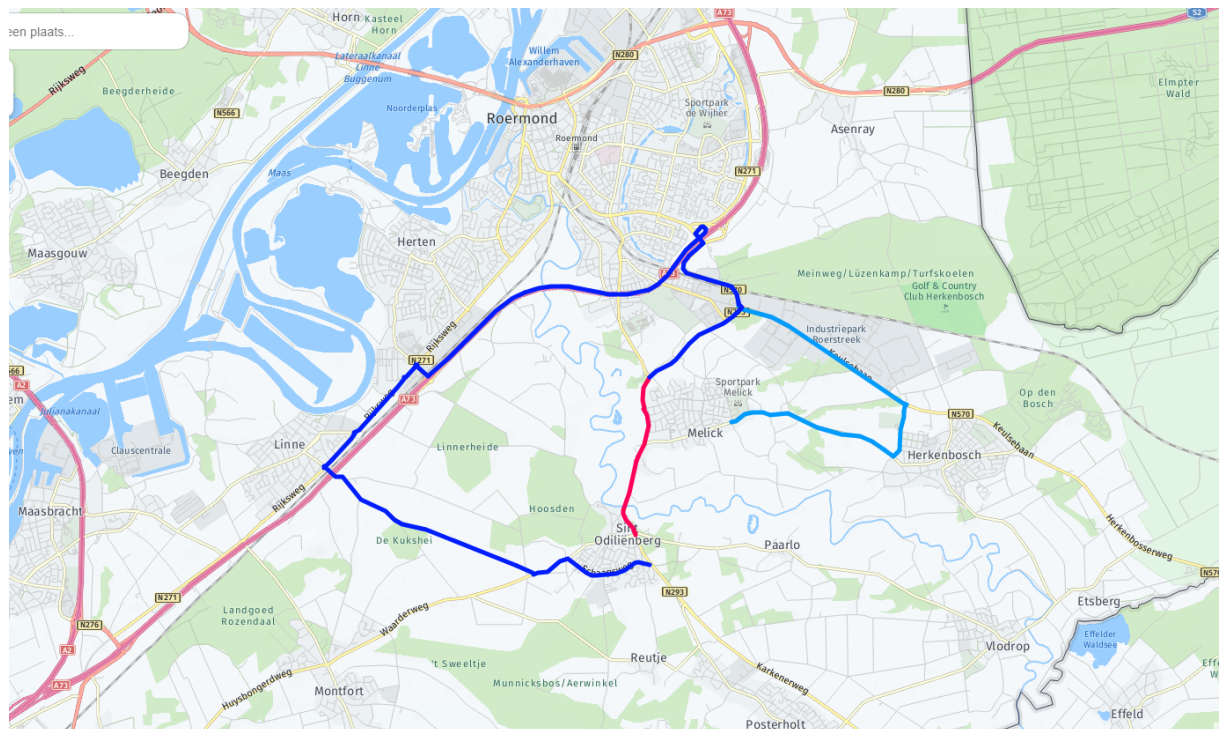 een plaats...
Horn
Kasteel
Horn
A73
52
Lateraalkanaal
Linne
Buggenum
Willem
Alexanderhaven
N280
Rijksweg
Beegderheide
Noorderplas
N566
Roermond
Sportpark
de Wijher
N280
Elmpter
Wald
Roermond
Asenray
Beegden
Maas
N271
Maasgouw
Herten
Meinweg/Lüzenkamp/Turfskoelen
Golf & Country
Club Herkenbosch
N570
Rijksweg
Industriepark
Roerstreek
N271
Keulsebaan
A2
Sportpark
Melick
Op den
Bosch
Julianakanaal
Rijksweg
A73
N570
Keulsebaan
Linne
Melick
Clauscentrale
Linnerheide
Herkenbosch
Rijksweg
Maasbracht
Hoosden
Sint
Odiliënberg
Herkenbosserweg
De Kukshei
Paarlo
Schaapsweg
N570
N271
N293
Etsberg
Landgoed
Rozendaal
Waarderweg
N276
Effelder
Waldsee
A2
Vlodrop
't Sweeltje
Reutje
Karkenerweg
A73
Huysbongerdweg
Munnicksbos/Aerwinkel
Montfort
Posterholt
Effeld